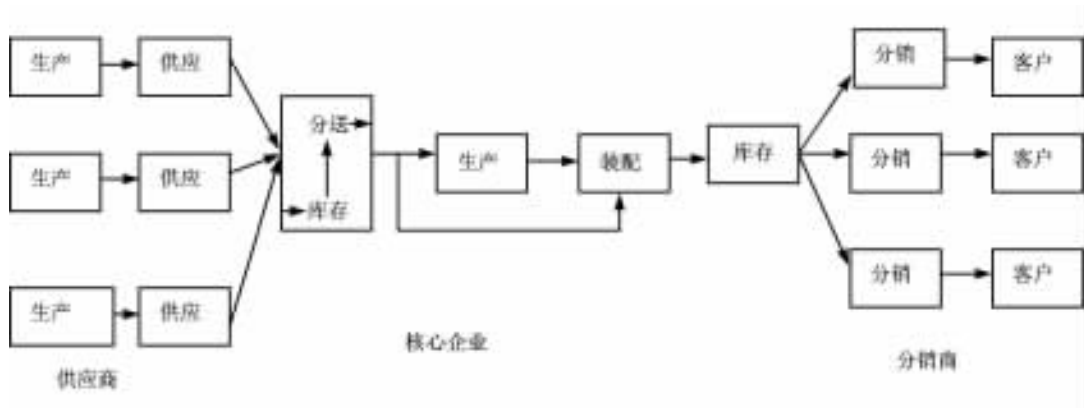 生产
供应
生产
供应
生产
供应
供应商
分送
库存
生产
装配
库存
核心企业
分销
客户
分销
客户
分销
客户
分销商